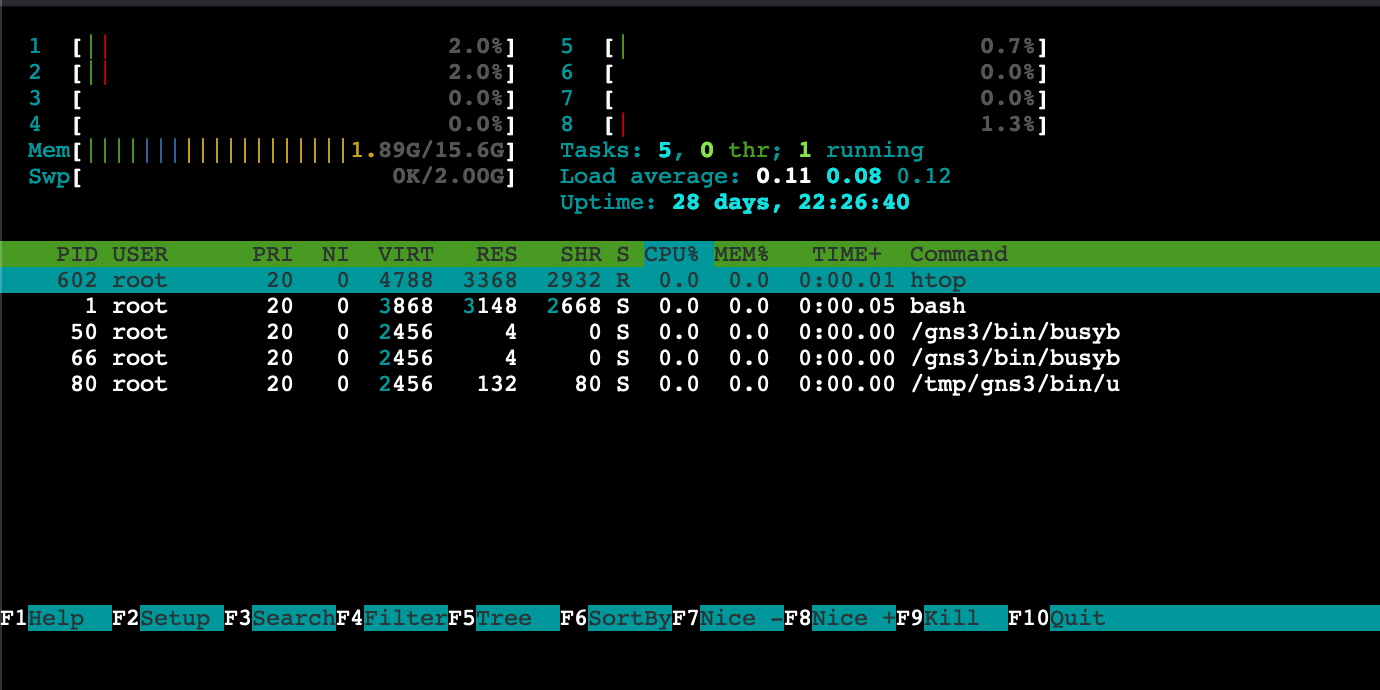 1 [|| 2.0%] 5 [| 0.7%]
2 [|| 2.0%] 6 [ 0.0%]
3 [ 0.0%] 7 [ 0.0%]
4 [ 0.0%] 8 [| 1.3%]
Mem[|||||||||||||||||||1.89G/15.6G] Tasks: 5, 0 thr; 1 running
Swp[ 0K/2.00G] Load average: 0.11 0.08 0.12
Uptime: 28 days, 22:26:40
PID USER PRI NI VIRT RES SHR S CPU% MEM% TIME+ Command
602 root 20 0 4788 3368 2932 R 0.0 0.0 0:00.01 htop
1 root 20 0 3868 3148 2668 S 0.0 0.0 0:00.05 bash
50 root 20 0 2456 4 0 S 0.0 0.0 0:00.00 /gns3/bin/busyb
66 root 20 0 2456 4 0 S 0.0 0.0 0:00.00 /gns3/bin/busyb
80 root 20 0 2456 132 80 S 0.0 0.0 0:00.00 /tmp/gns3/bin/u
F1Help F2Setup F3SearchF4FilterF5Tree F6SortByF7Nice -F8Nice +F9Kill F10Quit